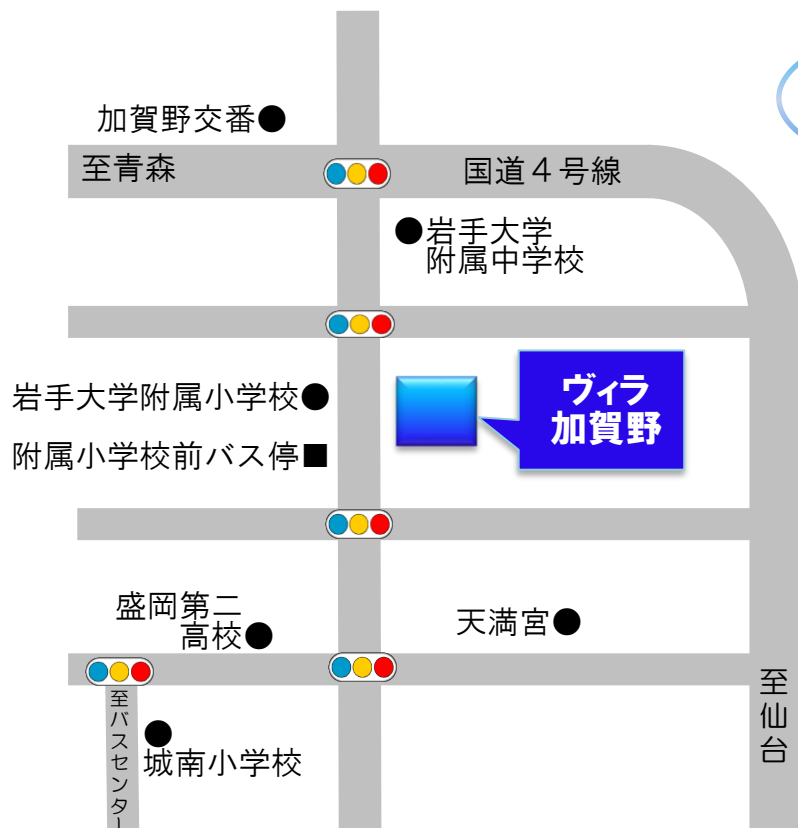 加賀野交番
至青森
国道４号線
岩手大学
附属中学校
岩手大学附属小学校
附属小学校前バス停
ヴィラ
加賀野
盛岡第二
高校
天満宮
至バスセンター
城南小学校
至仙台